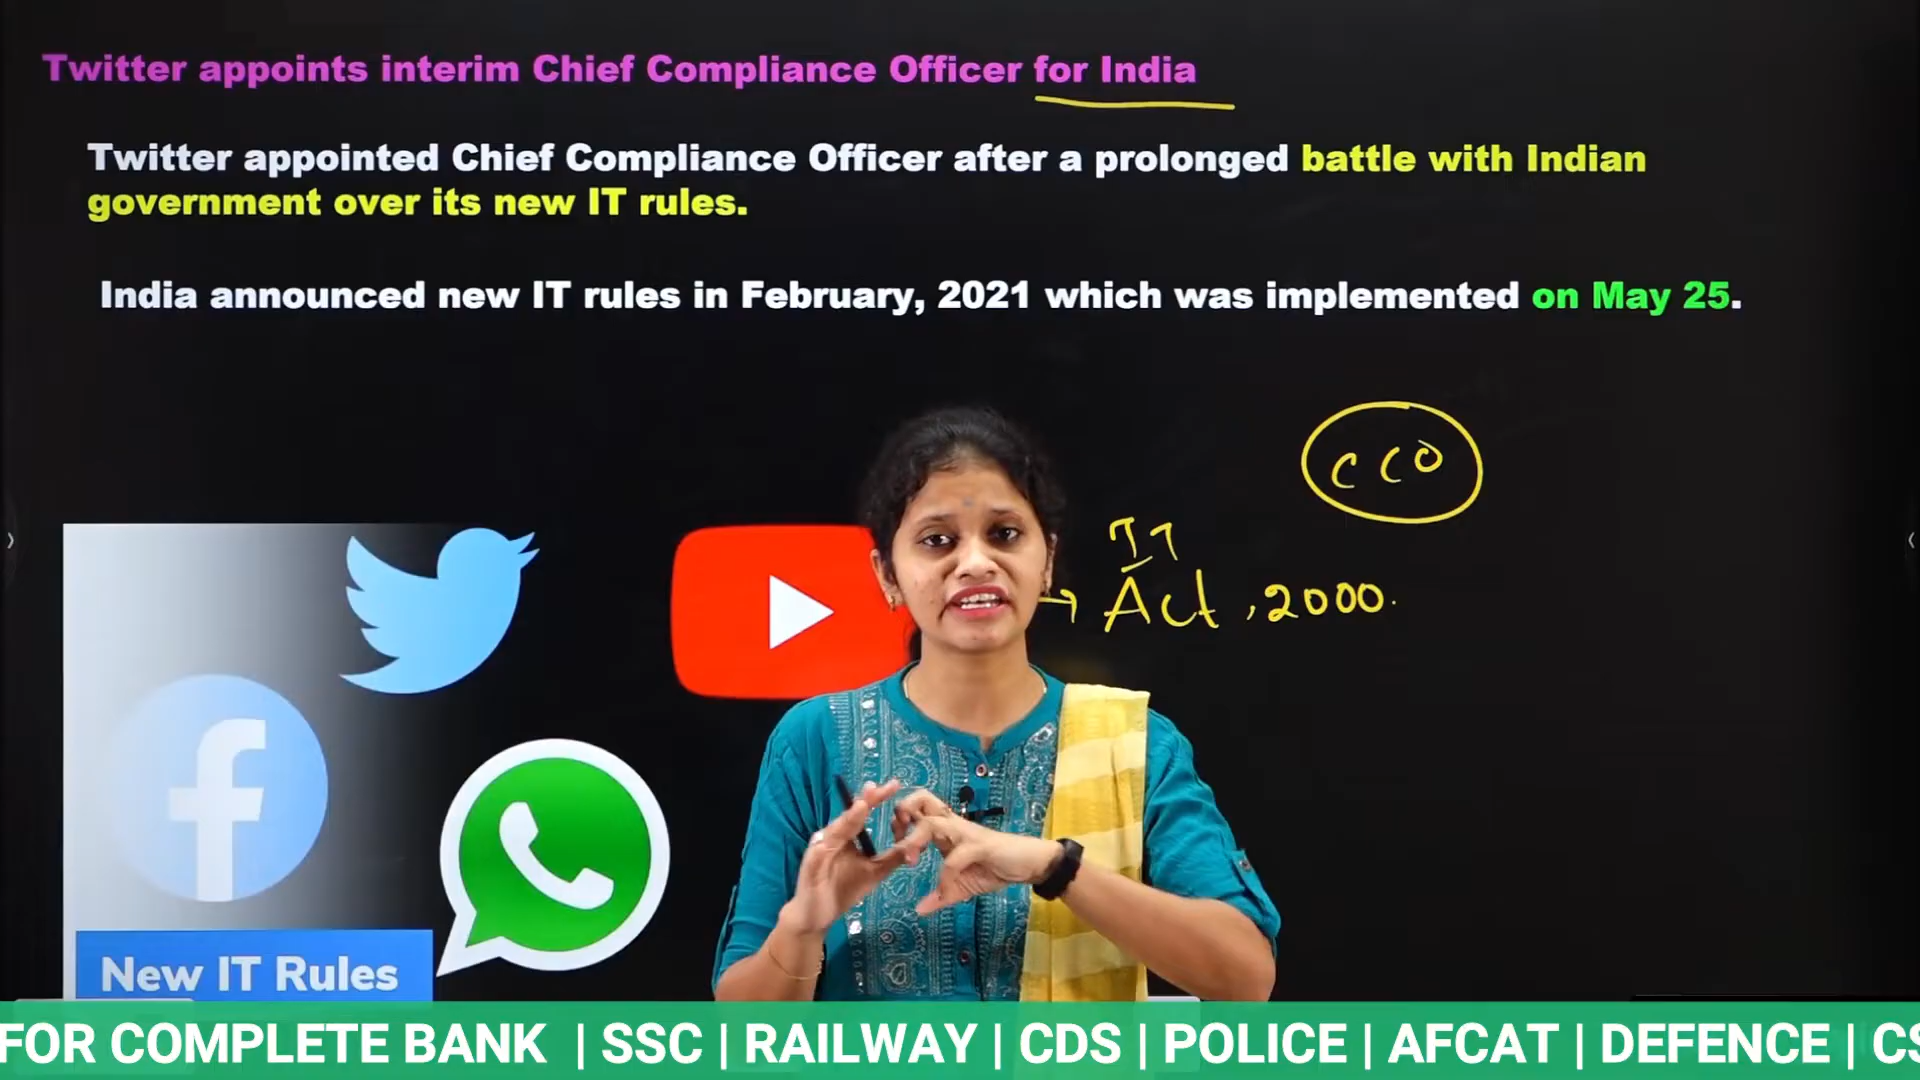 Twitter appoints interim Chief Compliance Officer for India
Twitter appointed Chief Compliance Officer after a prolonged battle with Indian
government over its new IT rules.
India announced new IT rules in February, 2021 which was implemented on May 25.
CCO
IT
Act, 2000.
New IT Rules
FOR COMPLETE BANK | SSC | RAILWAY | CDS | POLICE | AFCAT | DEFENCE | CS